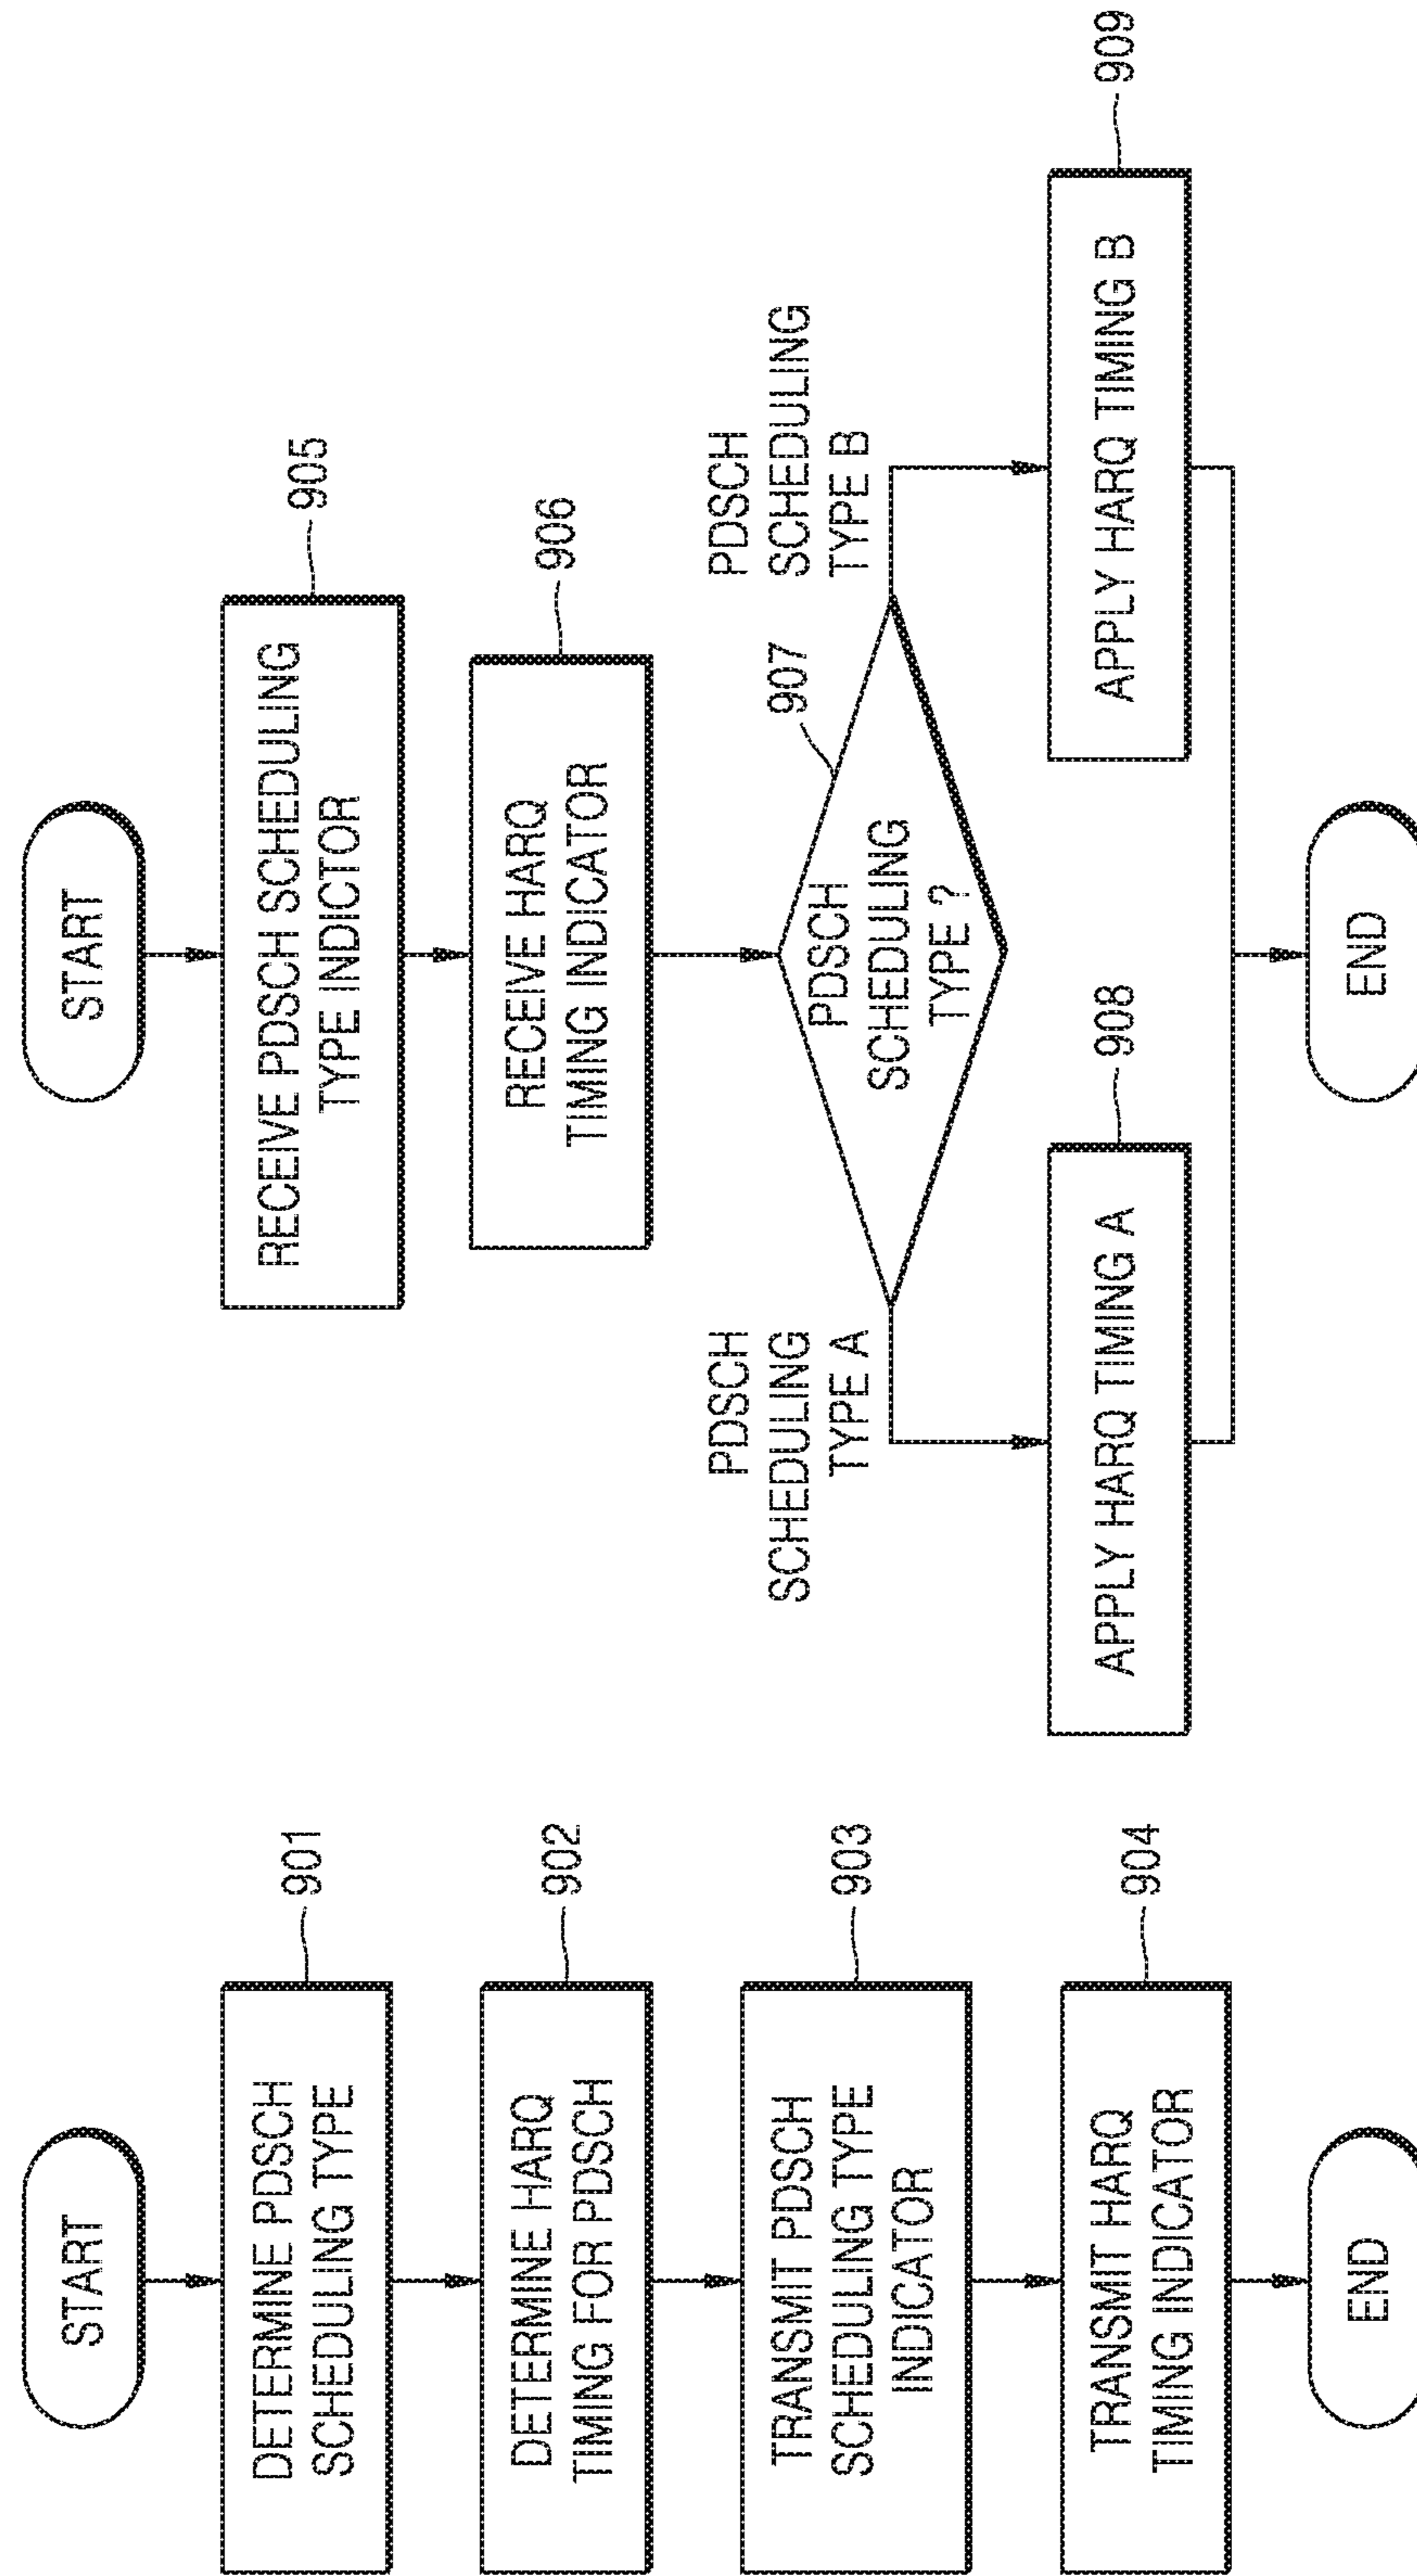 START
DETERMINE PDSCH
SCHEDULING TYPE
901
DETERMINE HARQ
TIMING FOR PDSCH
902
TRANSMIT PDSCH
SCHEDULING TYPE
INDICATOR
903
TRANSMIT HARQ
TIMING INDICATOR
904
END
START
RECEIVE PDSCH SCHEDULING
TYPE INDICTOR
905
RECEIVE HARQ
TIMING INDICATOR
906
PDSCH
SCHEDULING
TYPE ?
907
PDSCH
SCHEDULING
TYPE A
PDSCH
SCHEDULING
TYPE B
APPLY HARQ TIMING A
908
APPLY HARQ TIMING B
909
END